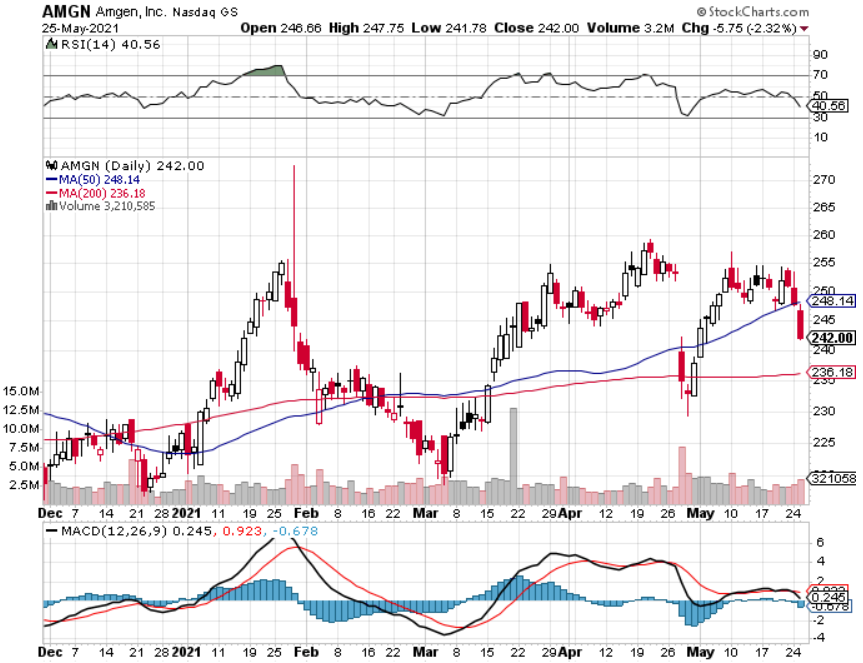 AMGN Amgen, Inc. Nasdaq GS © StockCharts.com
25-May-2021 Open 246.66 High 247.75 Low 241.78 Close 242.00 Volume 3.2M Chg -5.75 (-2.32%)
RSI(14) 40.56
90
70
50
40.56
30
10
AMGN (Daily) 242.00
MA(50) 248.14
MA(200) 236.18
Volume 3,210,585
270
265
260
255
250
248.14
245
242.00
240
236.18
235
230
225
321058
15.0M
12.5M
10.0M
7.5M
5.0M
2.5M
Dec 7 14 21 28 2021 11 19 25 Feb 8 16 22 Mar 8 15 22 Apr 12 19 26 May 10 17 24
MACD(12,26,9) 0.245, 0.923, -0.678
6
4
2
0.923
0.245
-0.678
-2
-4
Dec 7 14 21 28 2021 11 19 25 Feb 8 16 22 Mar 8 15 22 Apr 12 19 26 May 10 17 24